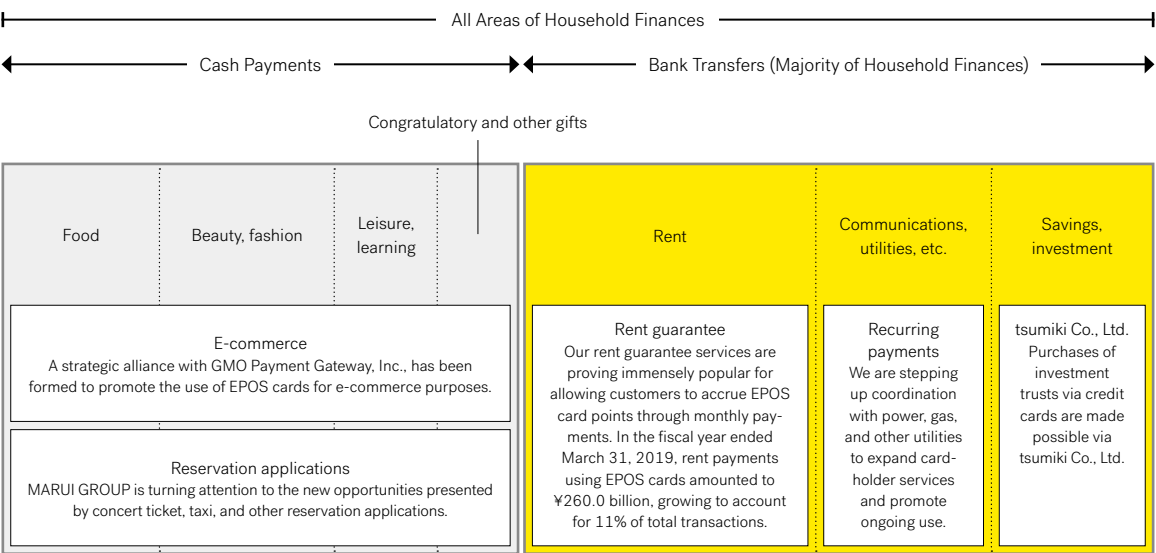 All Areas of Household Finances
Cash Payments
Bank Transfers (Majority of Household Finances)
Congratulatory and other gifts
Food
Beauty, fashion
Leisure,
learning
Rent
Communications,
utilities, etc.
Savings,
investment
E-commerce
A strategic alliance with GMO Payment Gateway, Inc., has been
formed to promote the use of EPOS cards for e-commerce purposes.
Reservation applications
MARUI GROUP is turning attention to the new opportunities presented
by concert ticket, taxi, and other reservation applications.
Rent guarantee
Our rent guarantee services are
proving immensely popular for
allowing customers to accrue EPOS
card points through monthly pay-
ments. In the fiscal year ended
March 31, 2019, rent payments
using EPOS cards amounted to
¥260.0 billion, growing to account
for 11% of total transactions.
Recurring
payments
We are stepping
up coordination
with power, gas,
and other utilities
to expand card-
holder services
and promote
ongoing use.
tsumiki Co., Ltd.
Purchases of
investment
trusts via credit
cards are made
possible via
tsumiki Co., Ltd.